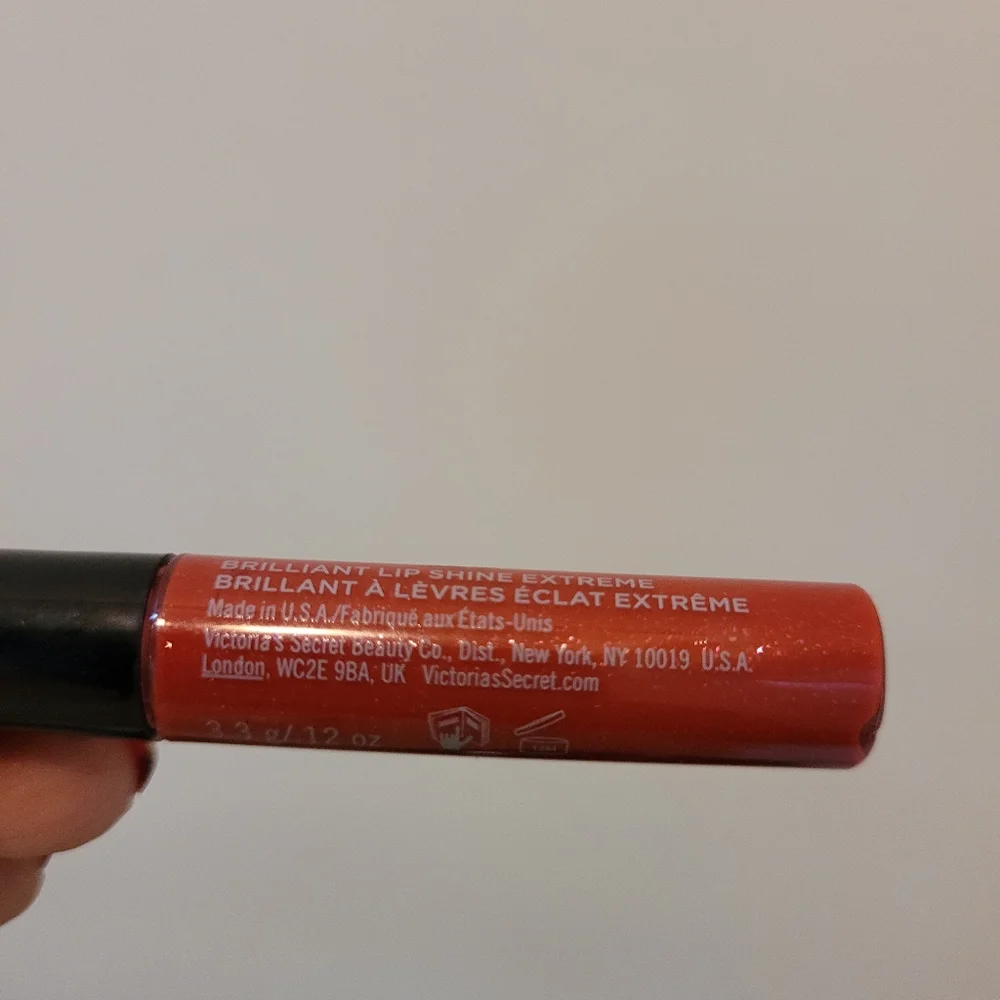 BRILLIANT LIP SHINE EXTREME
BRILLANT À LÈVRES ÉCLAT EXTRÊME
Made in U.S.A./Fabriqué aux États-Unis
Victoria's Secret Beauty Co., Dist., New York, NY 10019 U.S.A.
London, WC2E 9BA, UK VictoriasSecret.com
3.3 g/.12 oz
12M